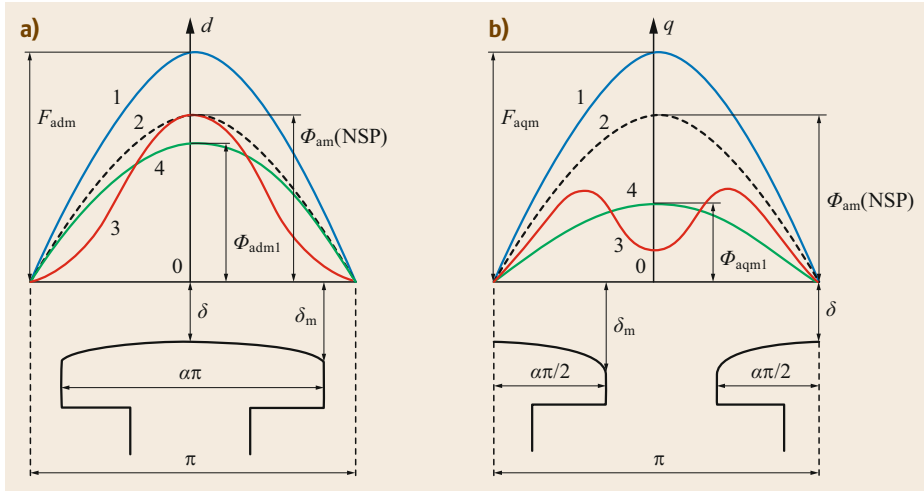 a)
d
F_adm
1
2
4
3
Φ_am(NSP)
Φ_adm1
0
δ
δ_m
απ
π
b)
q
F_aqm
1
2
4
3
Φ_am(NSP)
Φ_aqm1
0
δ_m
δ
απ/2
απ/2
π